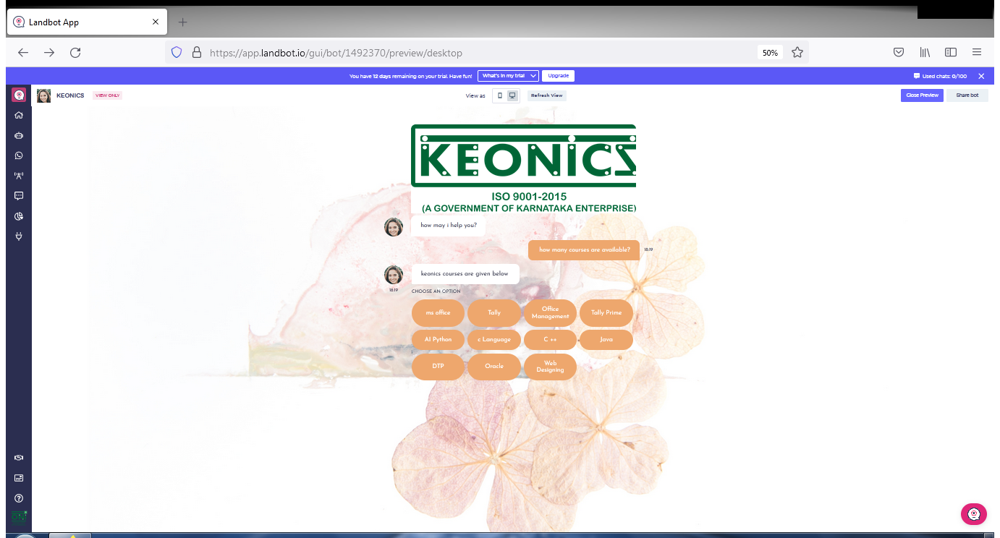 Landbot App
https://app.landbot.io/gui/bot/1492370/preview/desktop
50%
You have 12 days remaining on your trial. Have fun!
What's in my trial
Upgrade
Used chats: 0/100
KEONICS
VIEW ONLY
View as
Refresh View
Close Preview
Share bot
KEONICS
ISO 9001-2015
(A GOVERNMENT OF KARNATAKA ENTERPRISE)
how may i help you?
how many courses are available?
18:19
keonics courses are given below
18:19
CHOOSE AN OPTION
ms office
Tally
Office
Management
Tally Prime
AI Python
c Language
C ++
Java
DTP
Oracle
Web
Designing